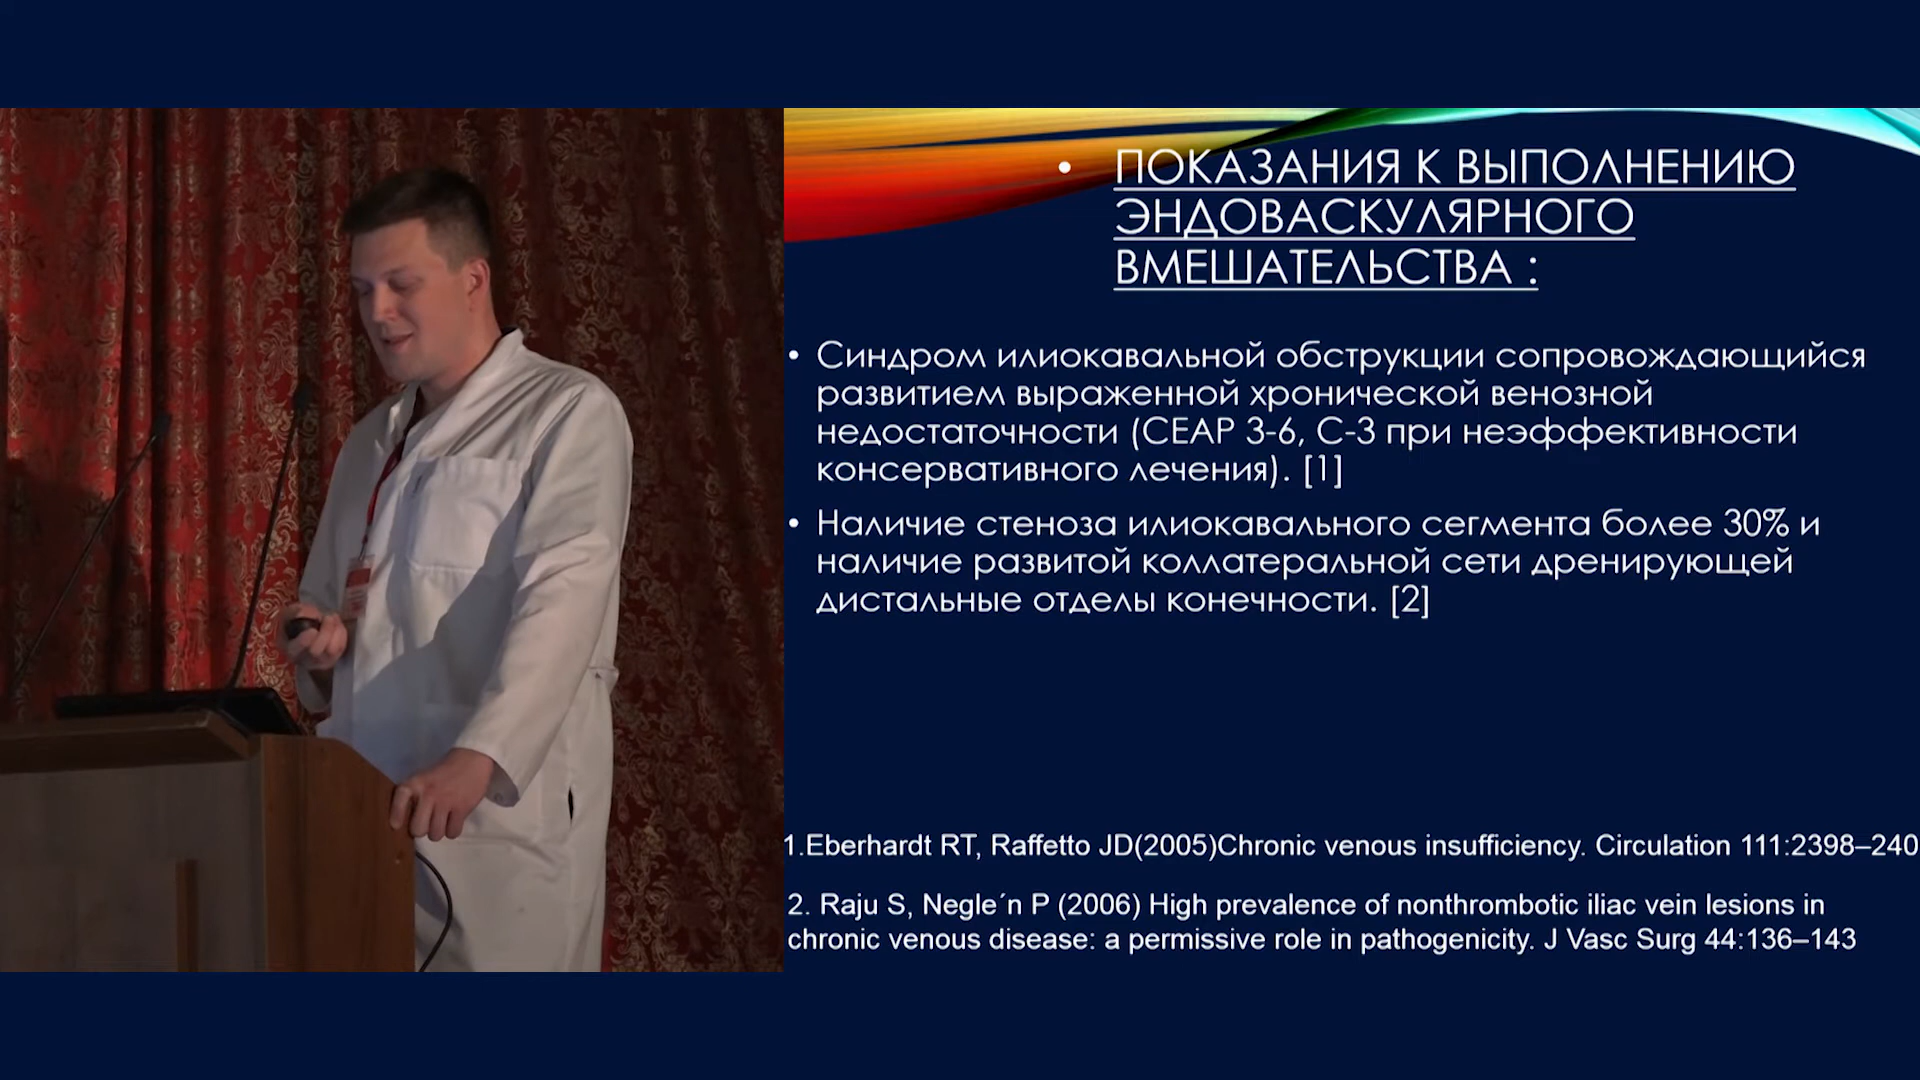 • ПОКАЗАНИЯ К ВЫПОЛНЕНИЮ
ЭНДОВАСКУЛЯРНОГО
ВМЕШАТЕЛЬСТВА :
• Синдром илиокавальной обструкции сопровождающийся
развитием выраженной хронической венозной
недостаточности (CEAP 3-6, C-3 при неэффективности
консервативного лечения). [1]
• Наличие стеноза илиокавального сегмента более 30% и
наличие развитой коллатеральной сети дренирующей
дистальные отделы конечности. [2]
1.Eberhardt RT, Raffetto JD(2005)Chronic venous insufficiency. Circulation 111:2398–240
2. Raju S, Negle´n P (2006) High prevalence of nonthrombotic iliac vein lesions in
chronic venous disease: a permissive role in pathogenicity. J Vasc Surg 44:136–143